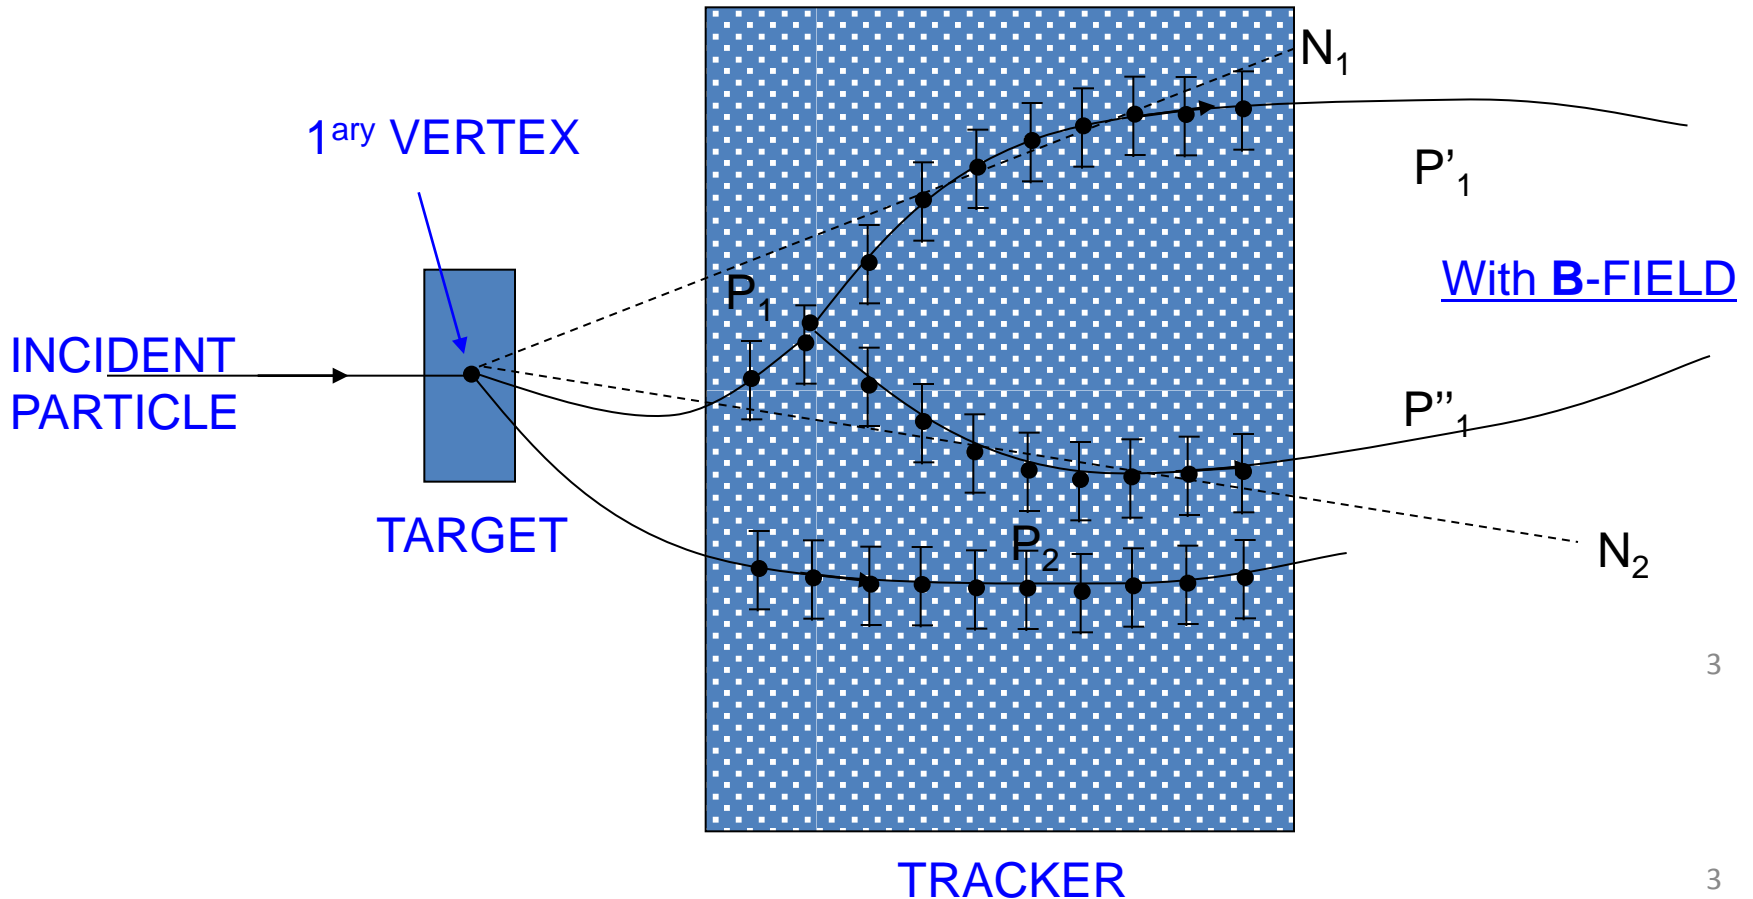 N₁
1ᵃʳʸ VERTEX
P'₁
P₁
With B-FIELD
INCIDENT
PARTICLE
P’’₁
TARGET
P₂
N₂
3
TRACKER
3